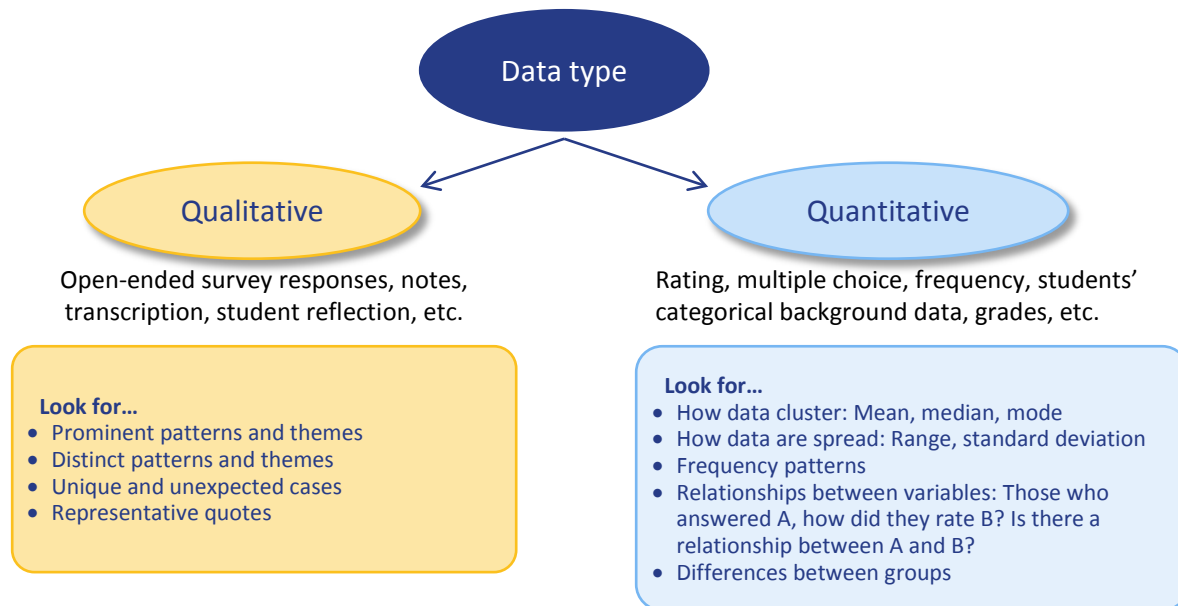 Data type
Qualitative
Open-ended survey responses, notes,
transcription, student reflection, etc.
Look for…
• Prominent patterns and themes
• Distinct patterns and themes
• Unique and unexpected cases
• Representative quotes
Quantitative
Rating, multiple choice, frequency, students’
categorical background data, grades, etc.
Look for…
• How data cluster: Mean, median, mode
• How data are spread: Range, standard deviation
• Frequency patterns
• Relationships between variables: Those who
answered A, how did they rate B? Is there a
relationship between A and B?
• Differences between groups